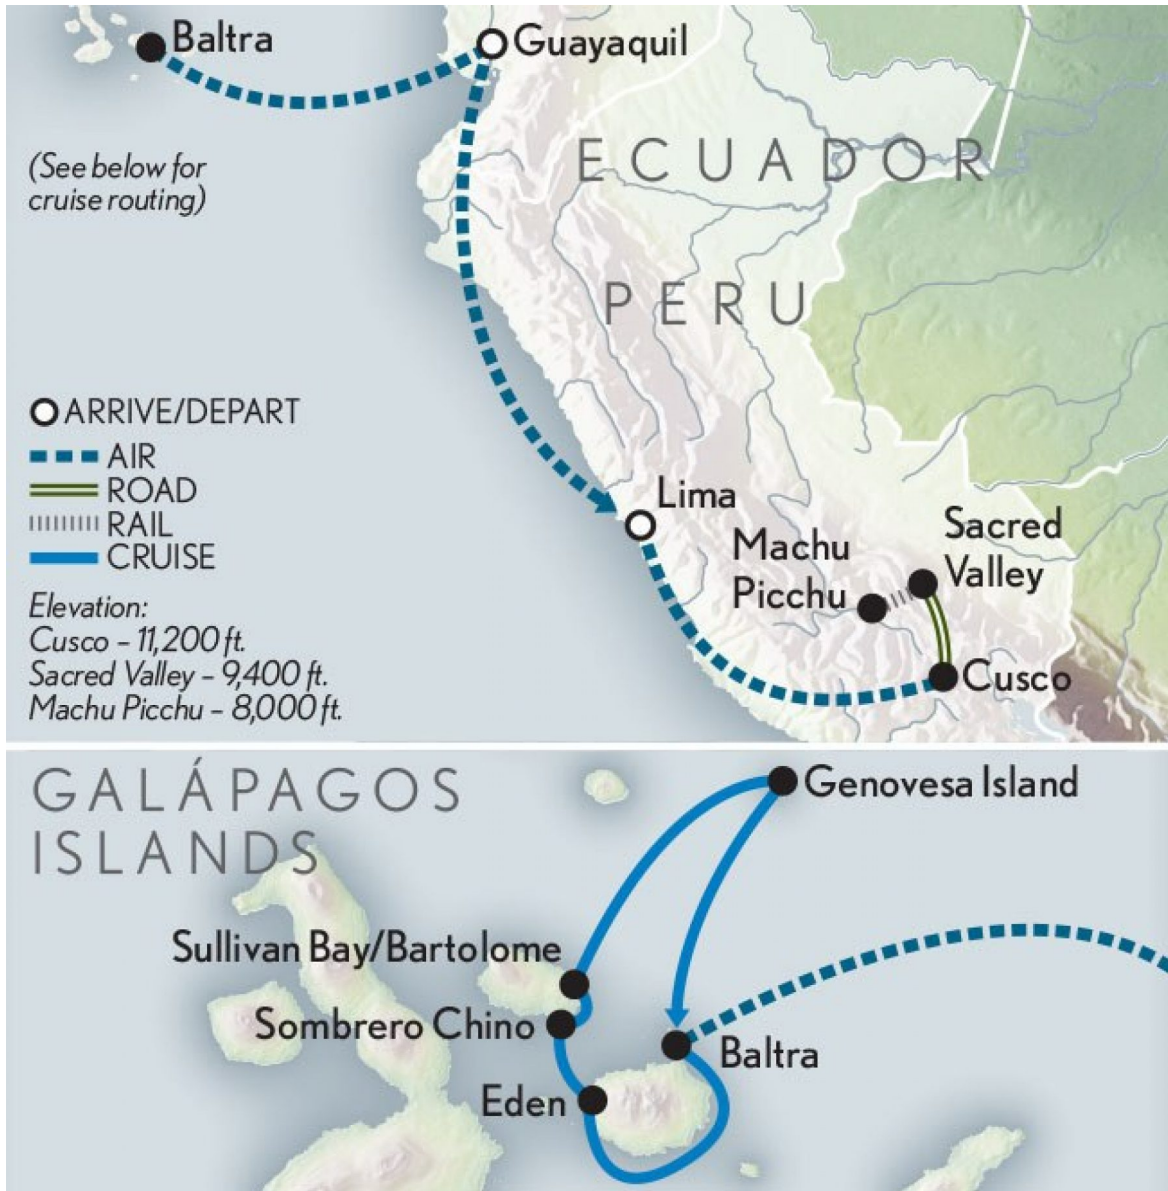 Baltra
Guayaquil
(See below for
cruise routing)
ECUADOR
PERU
ARRIVE/DEPART
AIR
ROAD
RAIL
CRUISE
Elevation:
Cusco – 11,200 ft.
Sacred Valley – 9,400 ft.
Machu Picchu – 8,000 ft.
Lima
Machu
Picchu
Sacred
Valley
Cusco
GALÁPAGOS
ISLANDS
Genovesa Island
Sullivan Bay/Bartolome
Sombrero Chino
Baltra
Eden